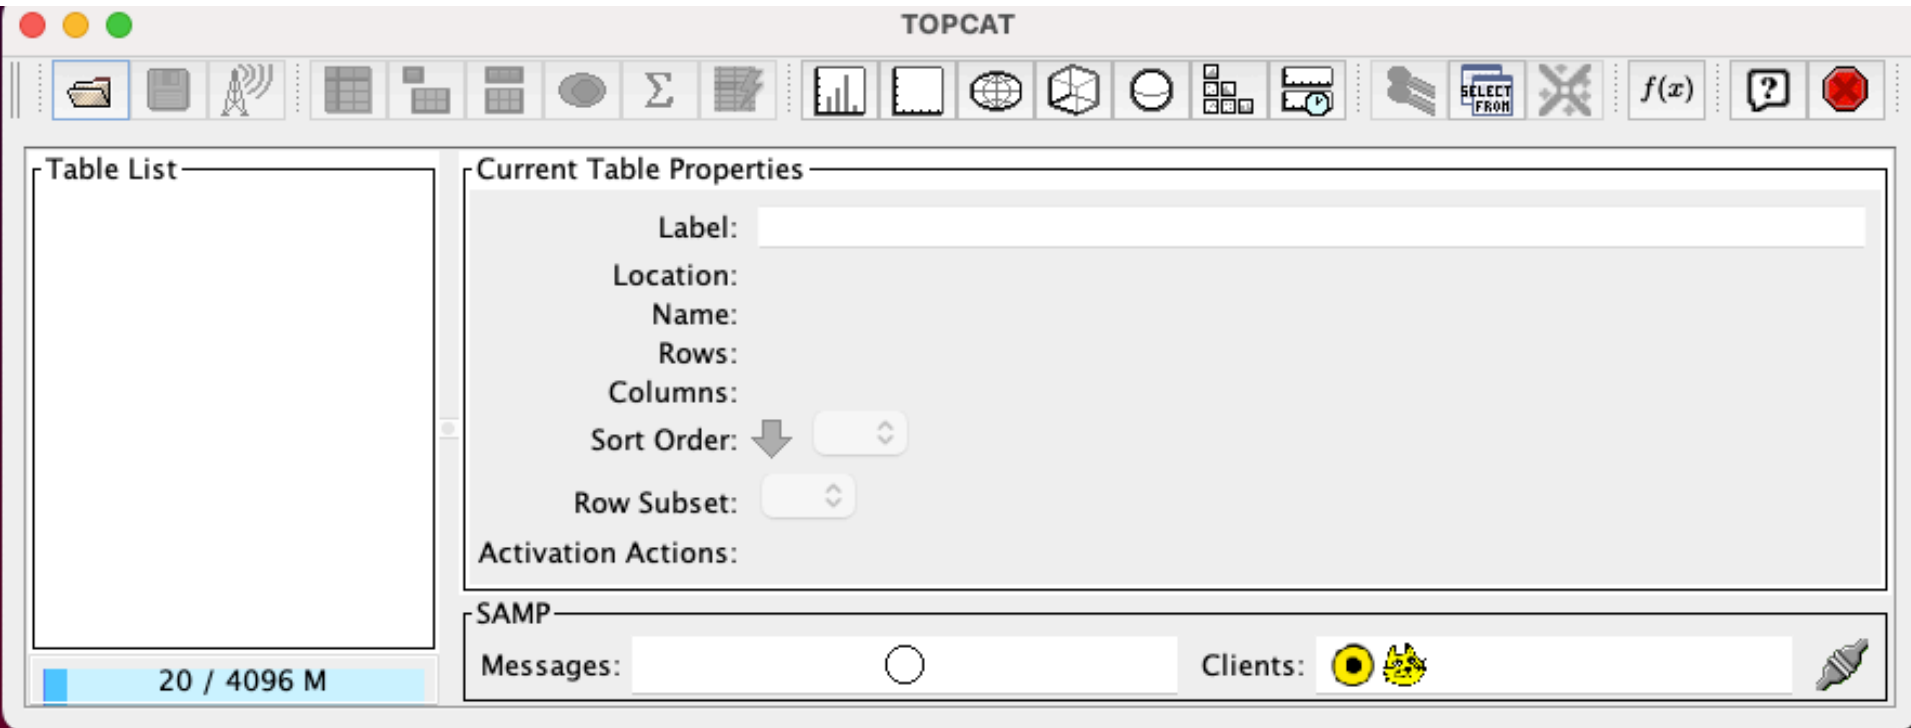 TOPCAT
Σ
SELECT
FROM
f(x)
?
Table List
Current Table Properties
Label:
Location:
Name:
Rows:
Columns:
Sort Order:
Row Subset:
Activation Actions:
SAMP
Messages:
Clients:
20 / 4096 M